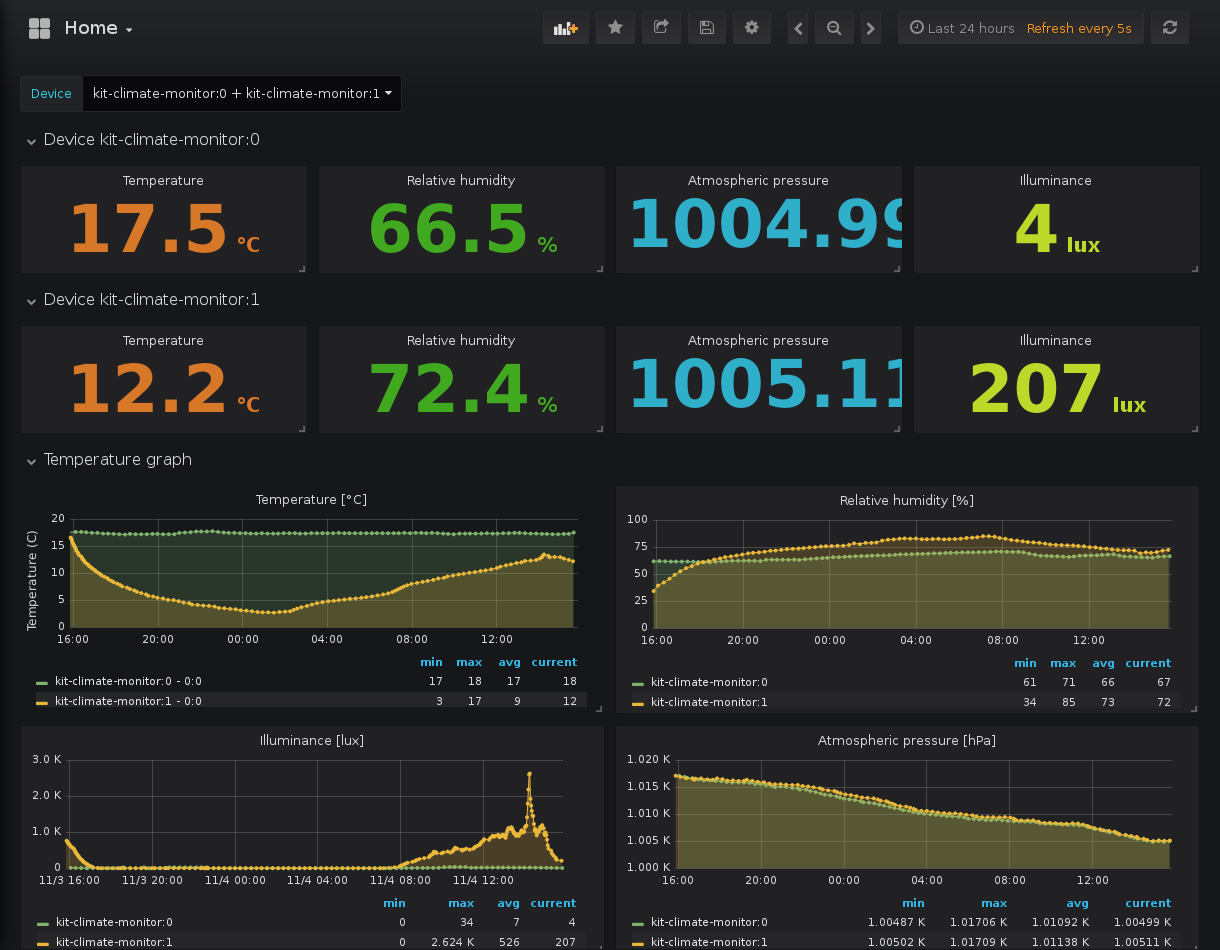 Home
Last 24 hours Refresh every 5s
Device kit-climate-monitor:0 + kit-climate-monitor:1
Device kit-climate-monitor:0
Temperature Relative humidity Atmospheric pressure Illuminance
17.5 °C 66.5 % 1004.99 4 lux
Device kit-climate-monitor:1
Temperature Relative humidity Atmospheric pressure Illuminance
12.2 °C 72.4 % 1005.11 207 lux
Temperature graph
Temperature [°C]
Temperature (C)
20
15
10
5
0
16:00 20:00 00:00 04:00 08:00 12:00
min max avg current
kit-climate-monitor:0 - 0:0 17 18 17 18
kit-climate-monitor:1 - 0:0 3 17 9 12
Relative humidity [%]
100
75
50
25
0
16:00 20:00 00:00 04:00 08:00 12:00
min max avg current
kit-climate-monitor:0 61 71 66 67
kit-climate-monitor:1 34 85 73 72
Illuminance [lux]
3.0 K
2.0 K
1.0 K
0
11/3 16:00 11/3 20:00 11/4 00:00 11/4 04:00 11/4 08:00 11/4 12:00
min max avg current
kit-climate-monitor:0 0 34 7 4
kit-climate-monitor:1 0 2.624 K 526 207
Atmospheric pressure [hPa]
1.020 K
1.015 K
1.010 K
1.005 K
1.000 K
16:00 20:00 00:00 04:00 08:00 12:00
min max avg current
kit-climate-monitor:0 1.00487 K 1.01706 K 1.01092 K 1.00499 K
kit-climate-monitor:1 1.00502 K 1.01709 K 1.01138 K 1.00511 K